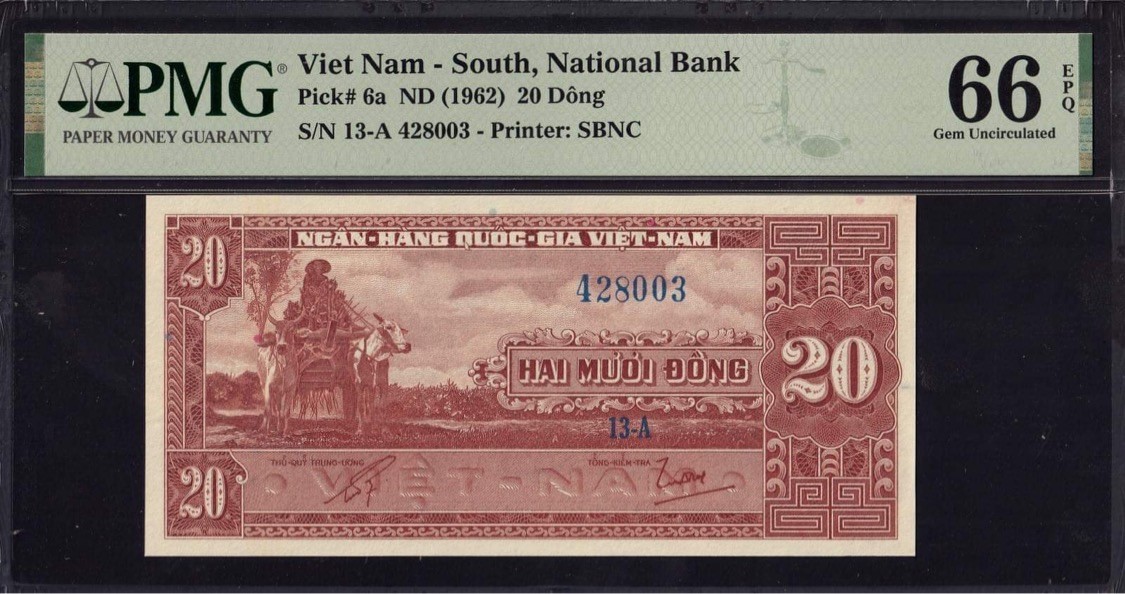 PMG®
PAPER MONEY GUARANTY
Viet Nam - South, National Bank
Pick# 6a ND (1962) 20 Dông
S/N 13-A 428003 - Printer: SBNC
66
EPQ
Gem Uncirculated
20
NGÂN-HÀNG QUỐC-GIA VIỆT-NAM
428003
HAI MƯƠI ĐỒNG
20
13-A
THỦ-QUỸ TRUNG-ƯƠNG
TỔNG-KIỂM-TRA
VIỆT-NAM
20